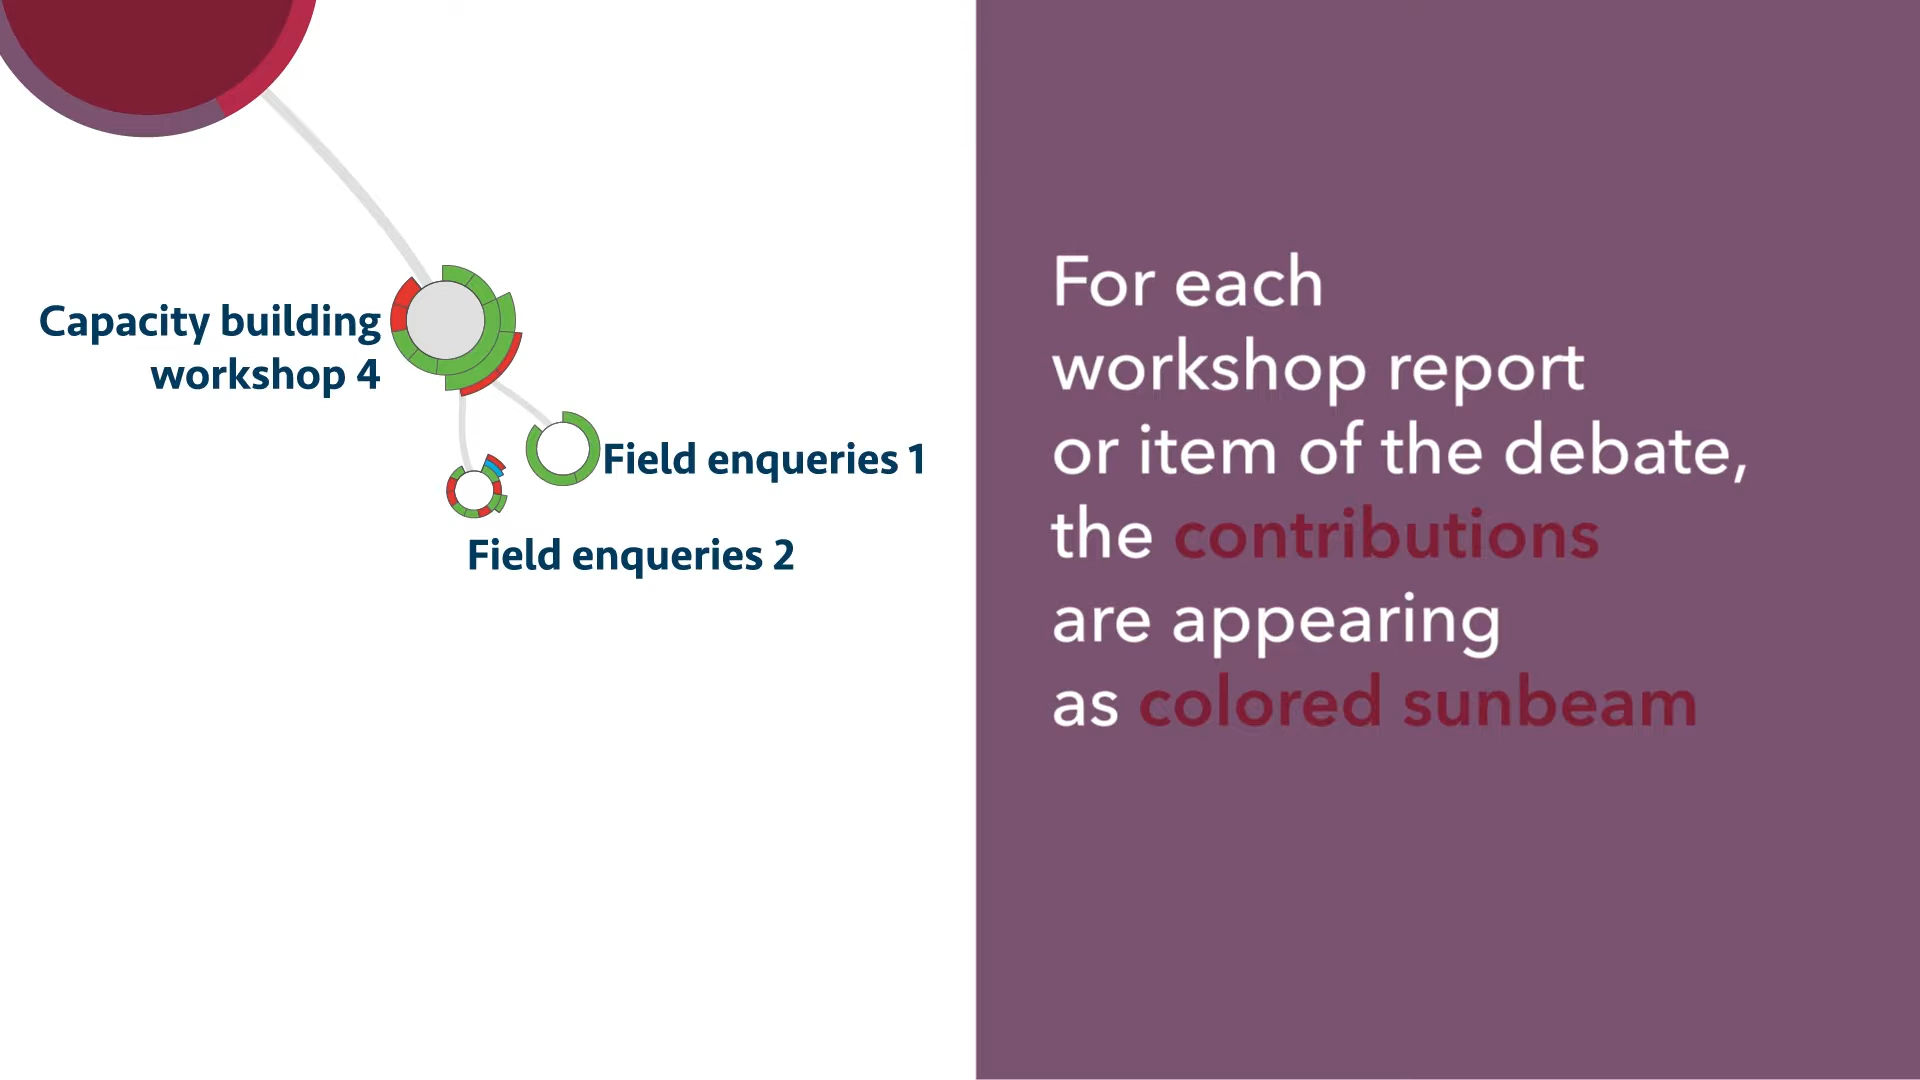 Capacity building
workshop 4
Field enqueries 1
Field enqueries 2
For each
workshop report
or item of the debate,
the contributions
are appearing
as colored sunbeam